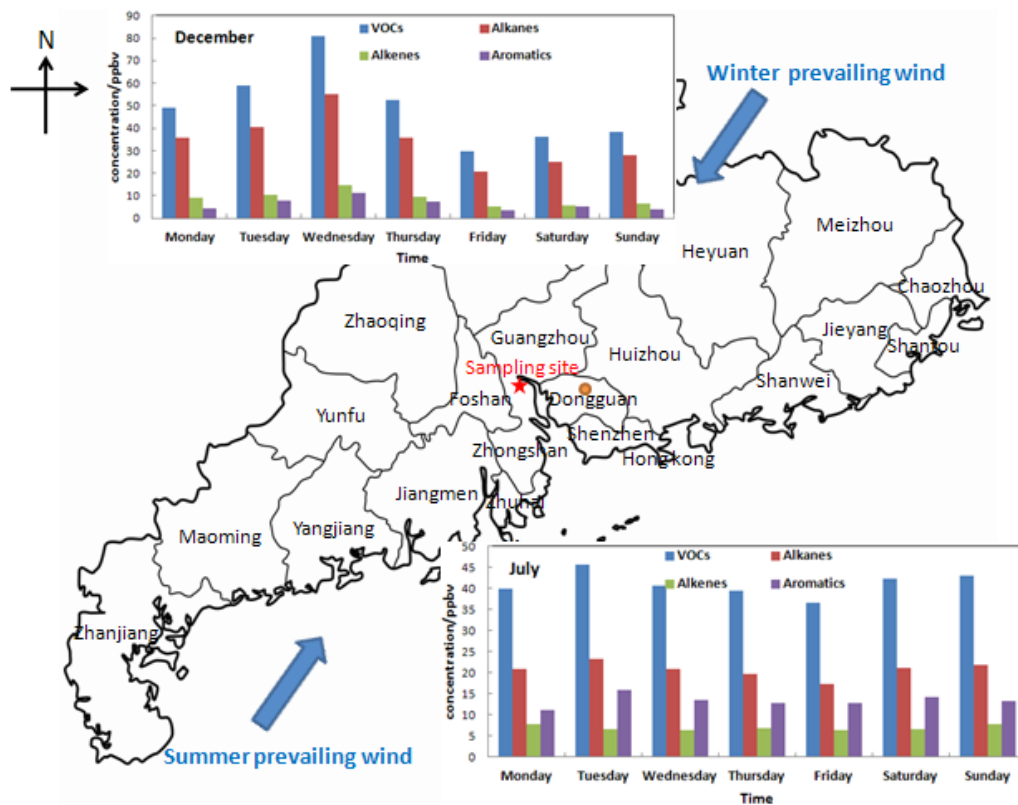 N
December
VOCs
Alkanes
Alkenes
Aromatics
concentration/ppbv
90
80
70
60
50
40
30
20
10
0
Monday Tuesday Wednesday Thursday Friday Saturday Sunday
Time
Winter prevailing wind
Meizhou
Heyuan
Chaozhou
Zhaoqing
Jieyang
Guangzhou
Shantou
Huizhou
Sampling site
Shanwei
Foshan
Dongguan
Yunfu
Shenzhen
Zhongshan
Hongkong
Jiangmen
Zhuhai
Yangjiang
Maoming
Zhanjiang
Summer prevailing wind
July
VOCs
Alkanes
Alkenes
Aromatics
concentration/ppbv
50
45
40
35
30
25
20
15
10
5
0
Monday Tuesday Wednesday Thursday Friday Saturday Sunday
Time